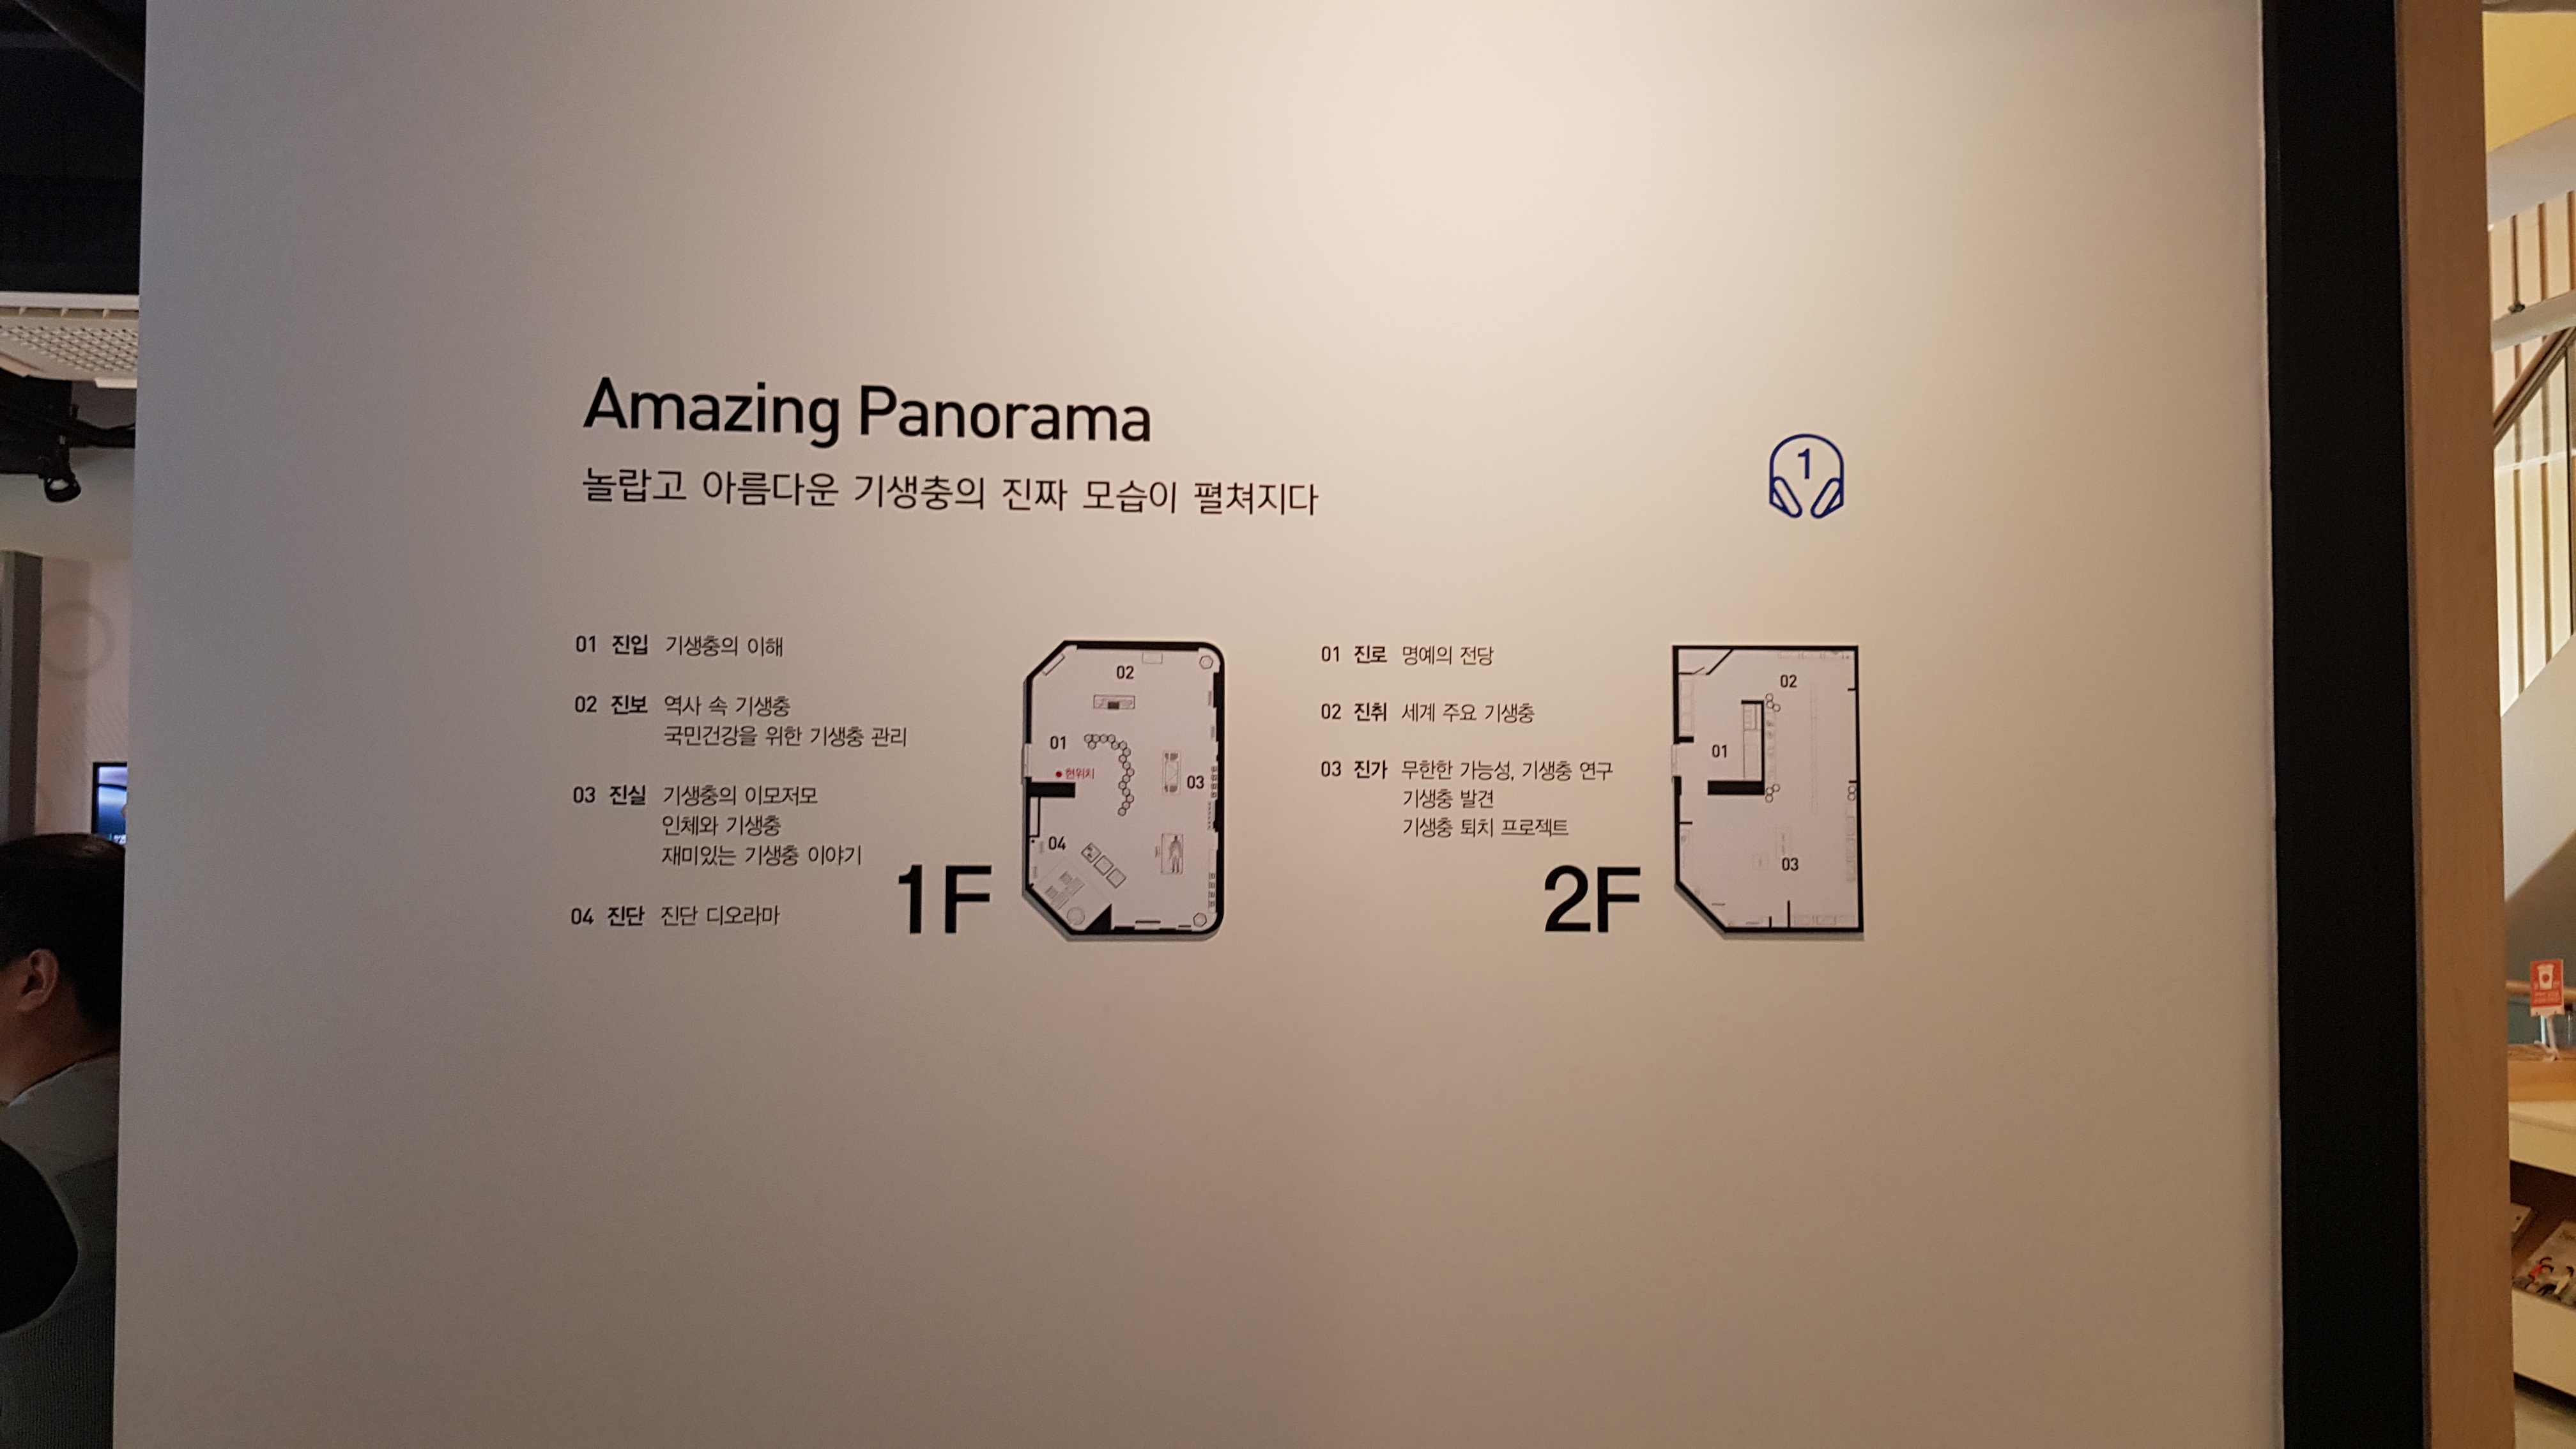 Amazing Panorama
놀랍고 아름다운 기생충의 진짜 모습이 펼쳐지다
1
01 진입 기생충의 이해
02 진보 역사 속 기생충
국민건강을 위한 기생충 관리
03 진실 기생충의 이모저모
인체와 기생충
재미있는 기생충 이야기
04 진단 진단 디오라마
1F
02
01
현위치
03
04
01 진로 명예의 전당
02 진취 세계 주요 기생충
03 진가 무한한 가능성, 기생충 연구
기생충 발견
기생충 퇴치 프로젝트
2F
02
01
03